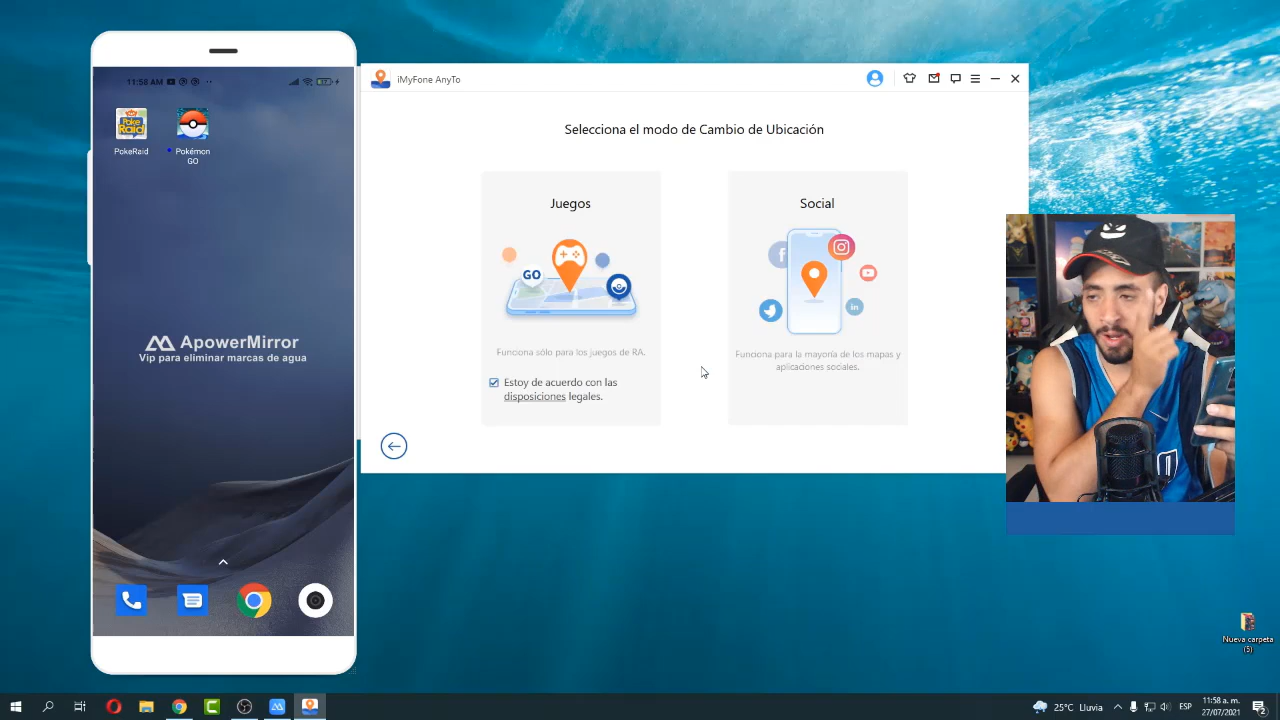 11:58 AM
PokeRaid
Pokémon
GO
ApowerMirror
Vip para eliminar marcas de agua
iMyFone AnyTo
Selecciona el modo de Cambio de Ubicación
Juegos
GO
Funciona sólo para los juegos de RA.
Estoy de acuerdo con las
disposiciones legales.
Social
Funciona para la mayoría de los mapas y
aplicaciones sociales.
Nueva carpeta
(5)
25°C Lluvia
ESP
11:58 a. m.
27/07/2021
2